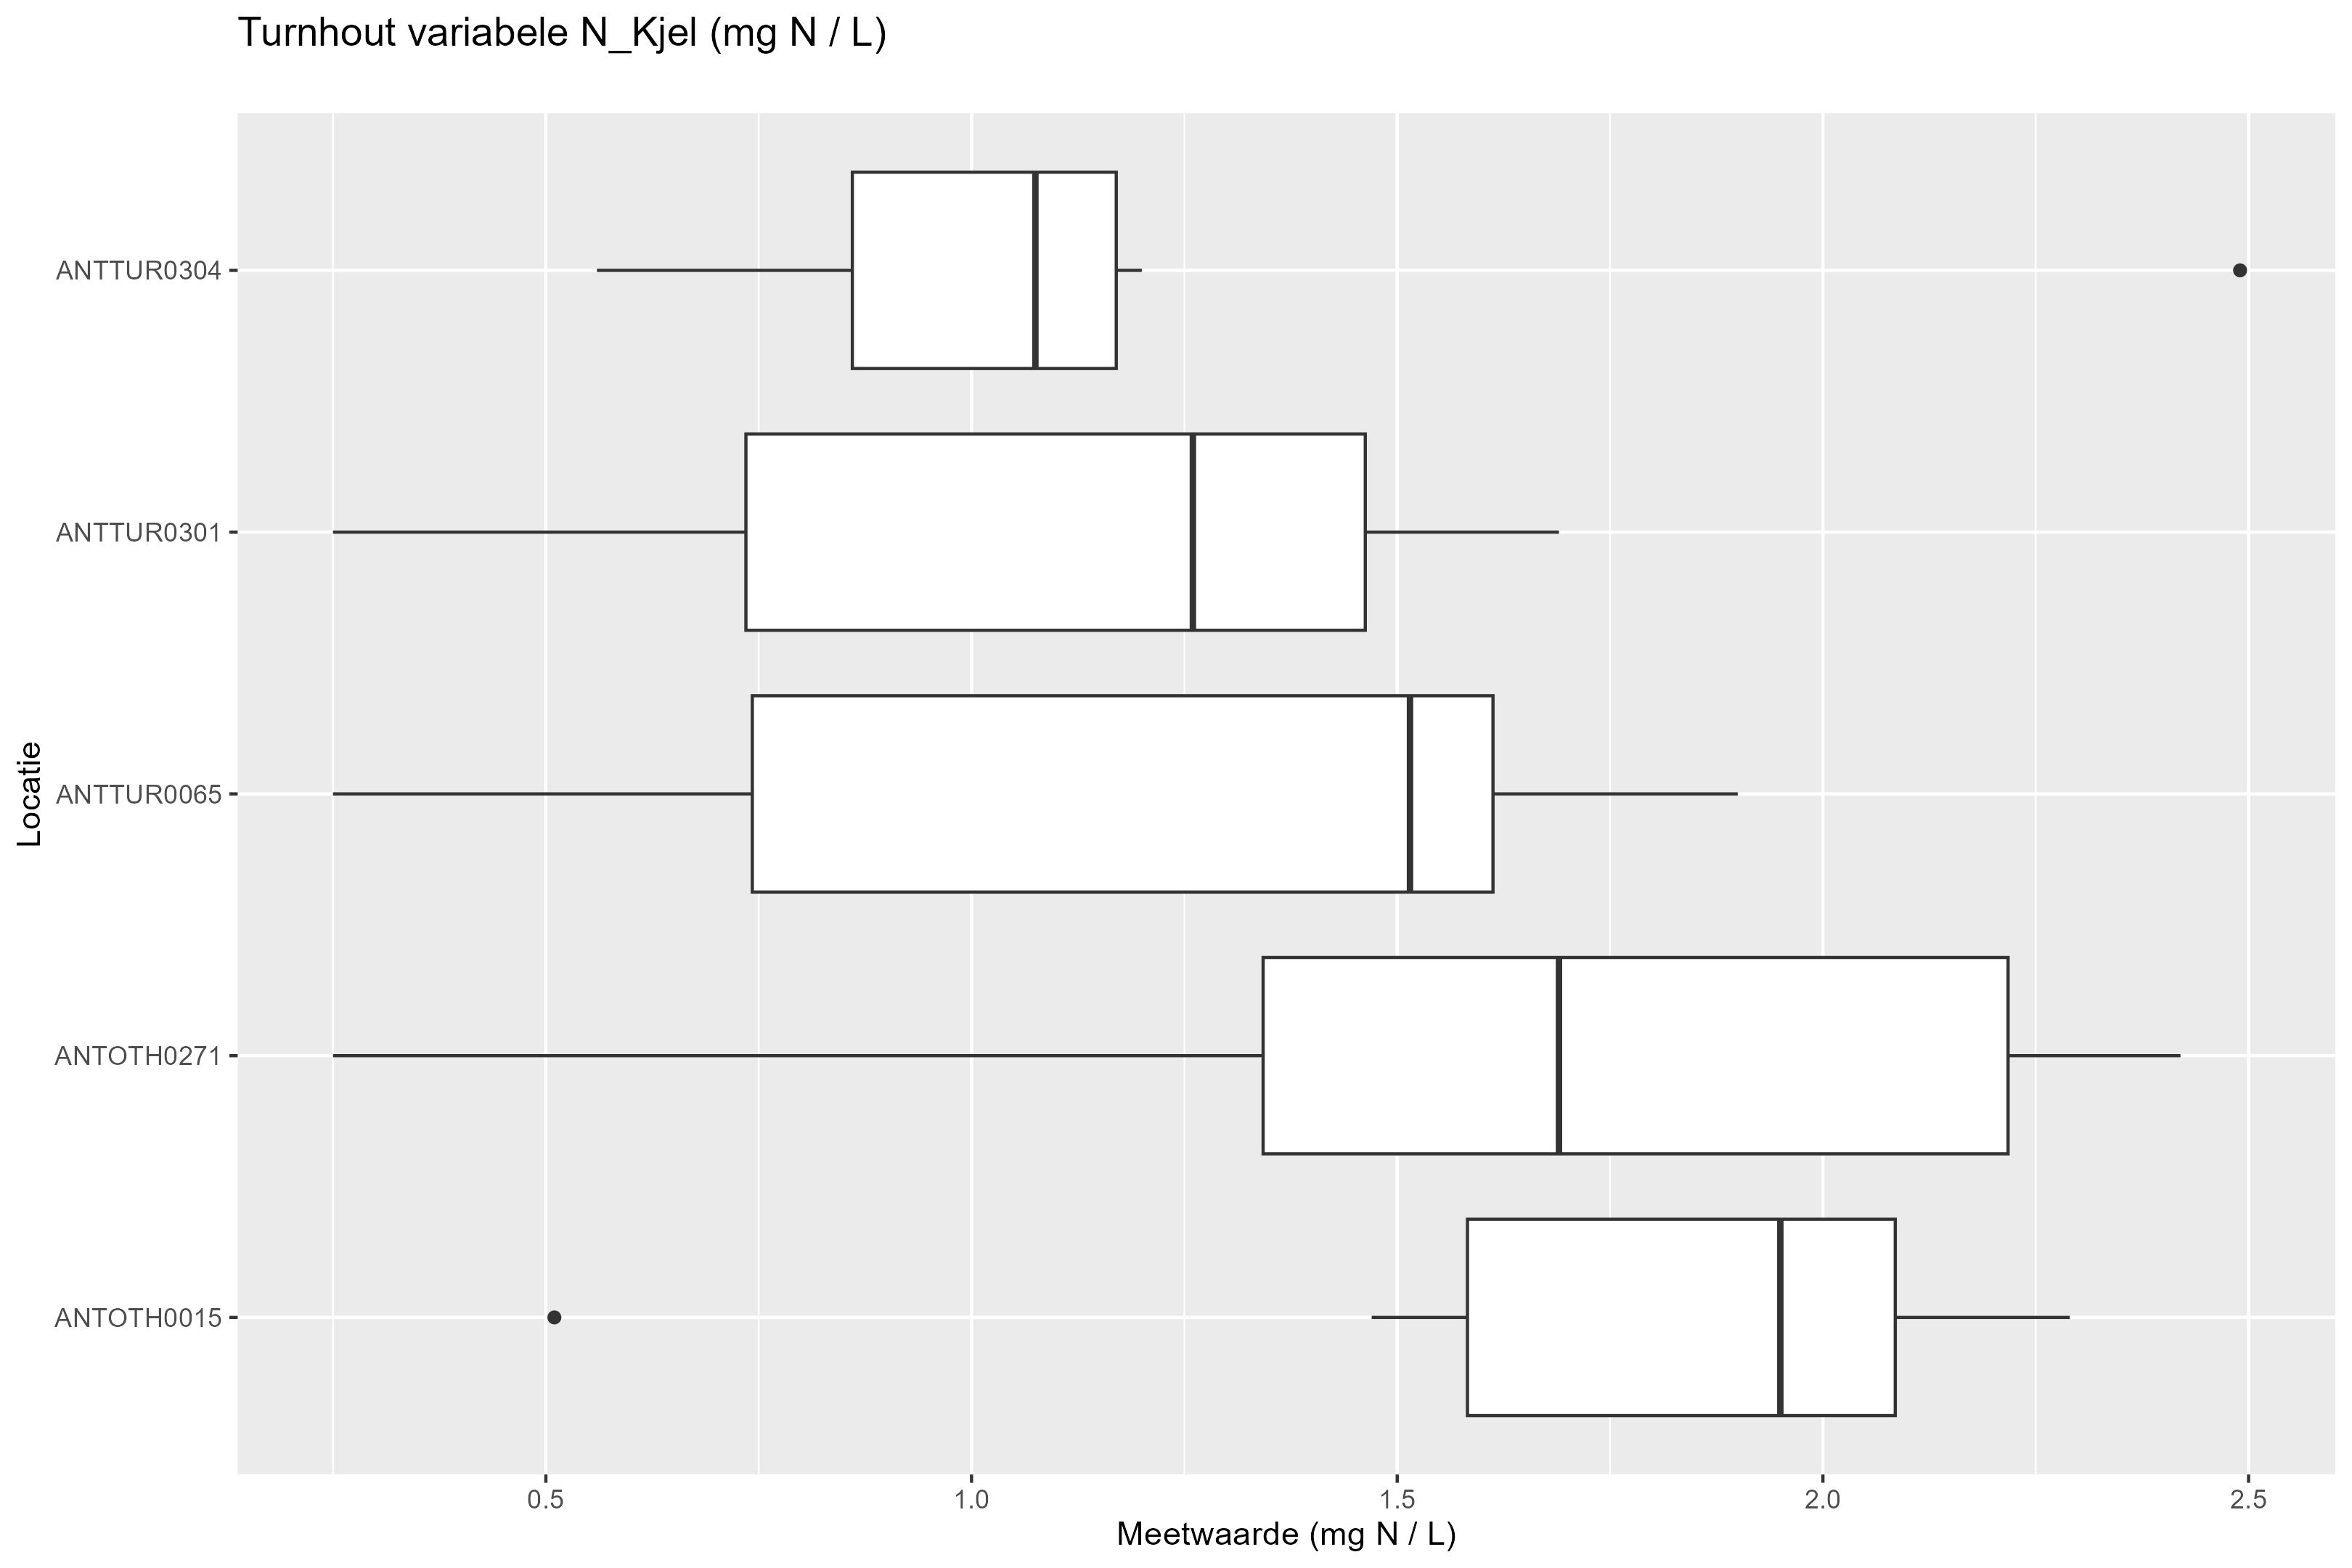 Turnhout variabele N_Kjel (mg N / L)
Locatie
ANTTUR0304
ANTTUR0301
ANTTUR0065
ANTOTH0271
ANTOTH0015
0.5 1.0 1.5 2.0 2.5
Meetwaarde (mg N / L)